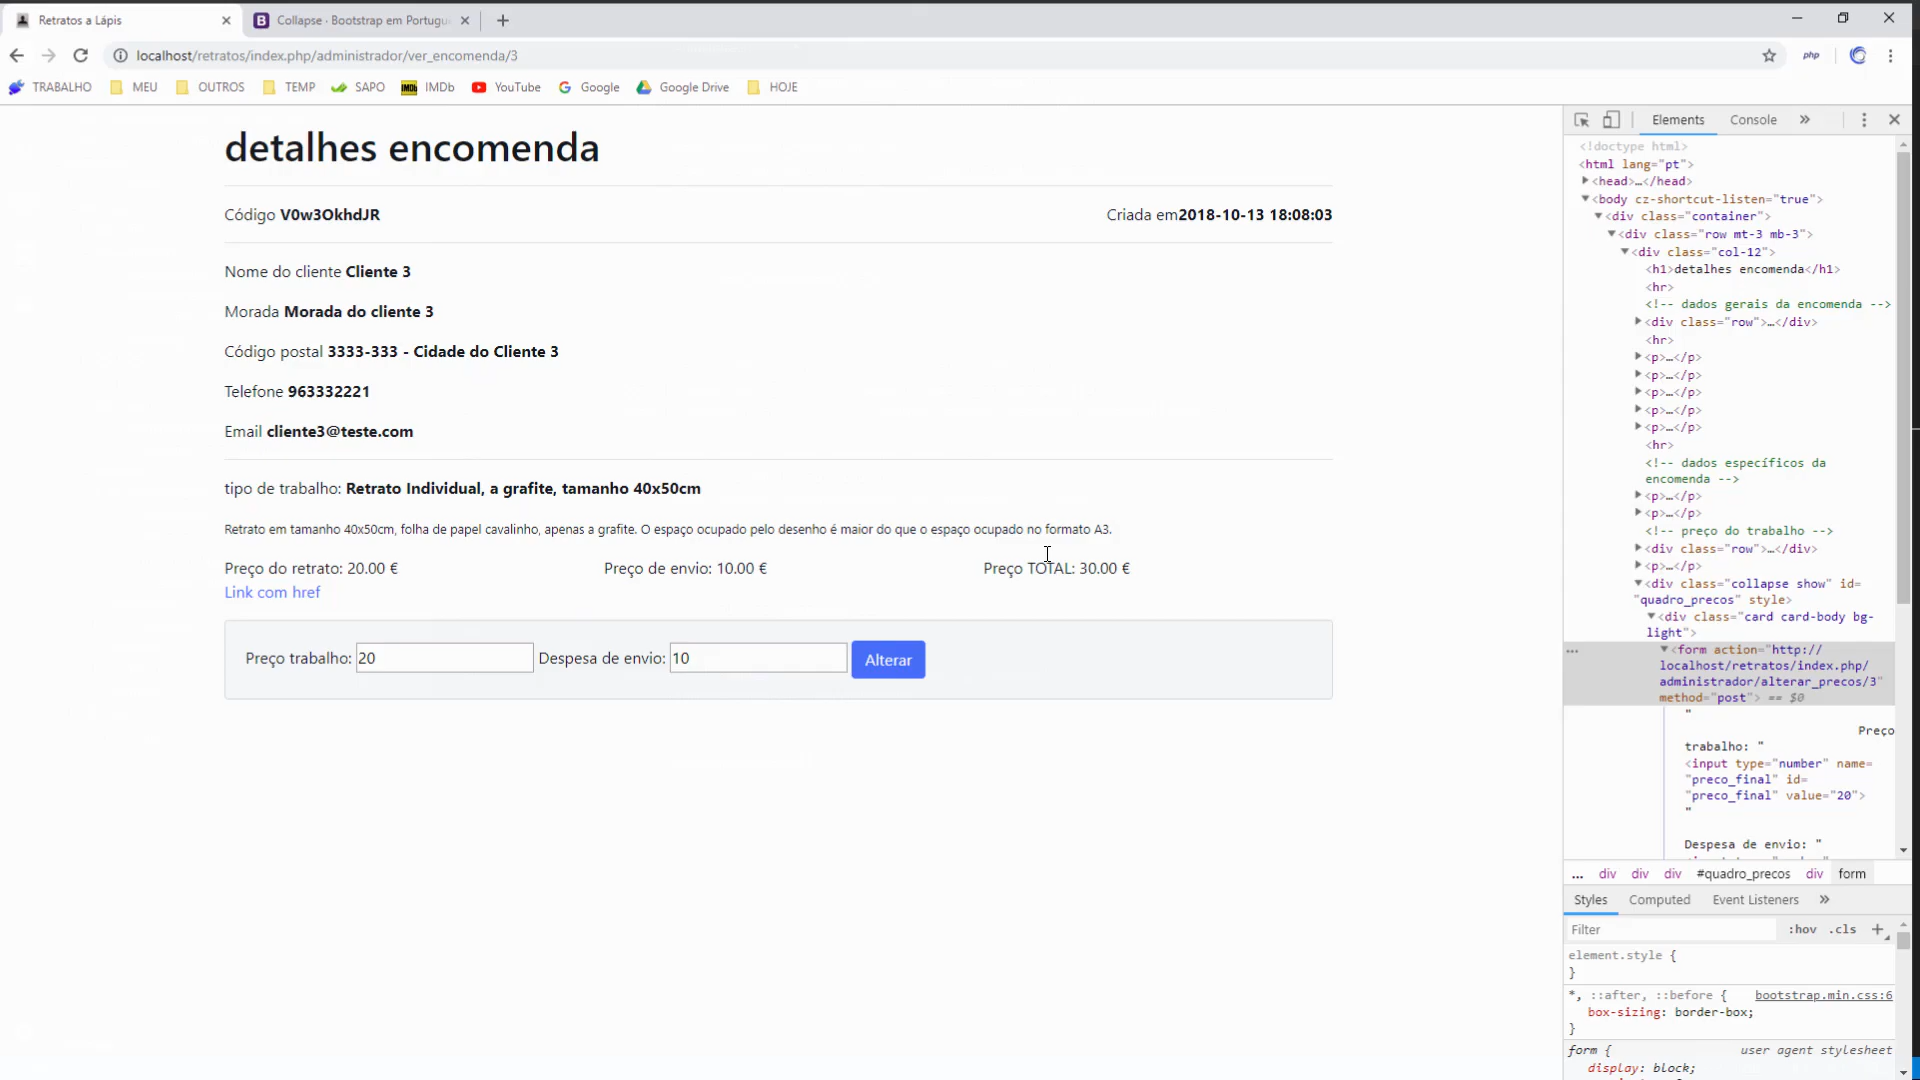 Retratos a Lápis
Collapse · Bootstrap em Portugu
localhost/retratos/index.php/administrador/ver_encomenda/3
php
TRABALHO MEU OUTROS TEMP SAPO IMDb YouTube Google Google Drive HOJE
detalhes encomenda
Código V0w3OkhdJR
Criada em2018-10-13 18:08:03
Nome do cliente Cliente 3
Morada Morada do cliente 3
Código postal 3333-333 - Cidade do Cliente 3
Telefone 963332221
Email cliente3@teste.com
tipo de trabalho: Retrato Individual, a grafite, tamanho 40x50cm
Retrato em tamanho 40x50cm, folha de papel cavalinho, apenas a grafite. O espaço ocupado pelo desenho é maior do que o espaço ocupado no formato A3.
Preço do retrato: 20.00 € Preço de envio: 10.00 € Preço TOTAL: 30.00 €
Link com href
Preço trabalho: 20 Despesa de envio: 10 Alterar
Elements Console »
<!doctype html>
<html lang="pt">
<head>…</head>
<body cz-shortcut-listen="true">
<div class="container">
<div class="row mt-3 mb-3">
<div class="col-12">
<h1>detalhes encomenda</h1>
<hr>
<!-- dados gerais da encomenda -->
<div class="row">…</div>
<hr>
<p>…</p>
<p>…</p>
<p>…</p>
<p>…</p>
<p>…</p>
<hr>
<!-- dados específicos da
encomenda -->
<p>…</p>
<p>…</p>
<!-- preço do trabalho -->
<div class="row">…</div>
<p>…</p>
<div class="collapse show" id=
"quadro_precos" style>
<div class="card card-body bg-
light">
<form action="http://
localhost/retratos/index.php/
administrador/alterar_precos/3"
method="post"> == $0
"
Preço
trabalho: "
<input type="number" name=
"preco_final" id=
"preco_final" value="20">
"
Despesa de envio: "
... div div div #quadro_precos div form
Styles Computed Event Listeners »
Filter :hov .cls +
element.style {
}
*, ::after, ::before { bootstrap.min.css:6
box-sizing: border-box;
}
form { user agent stylesheet
display: block;